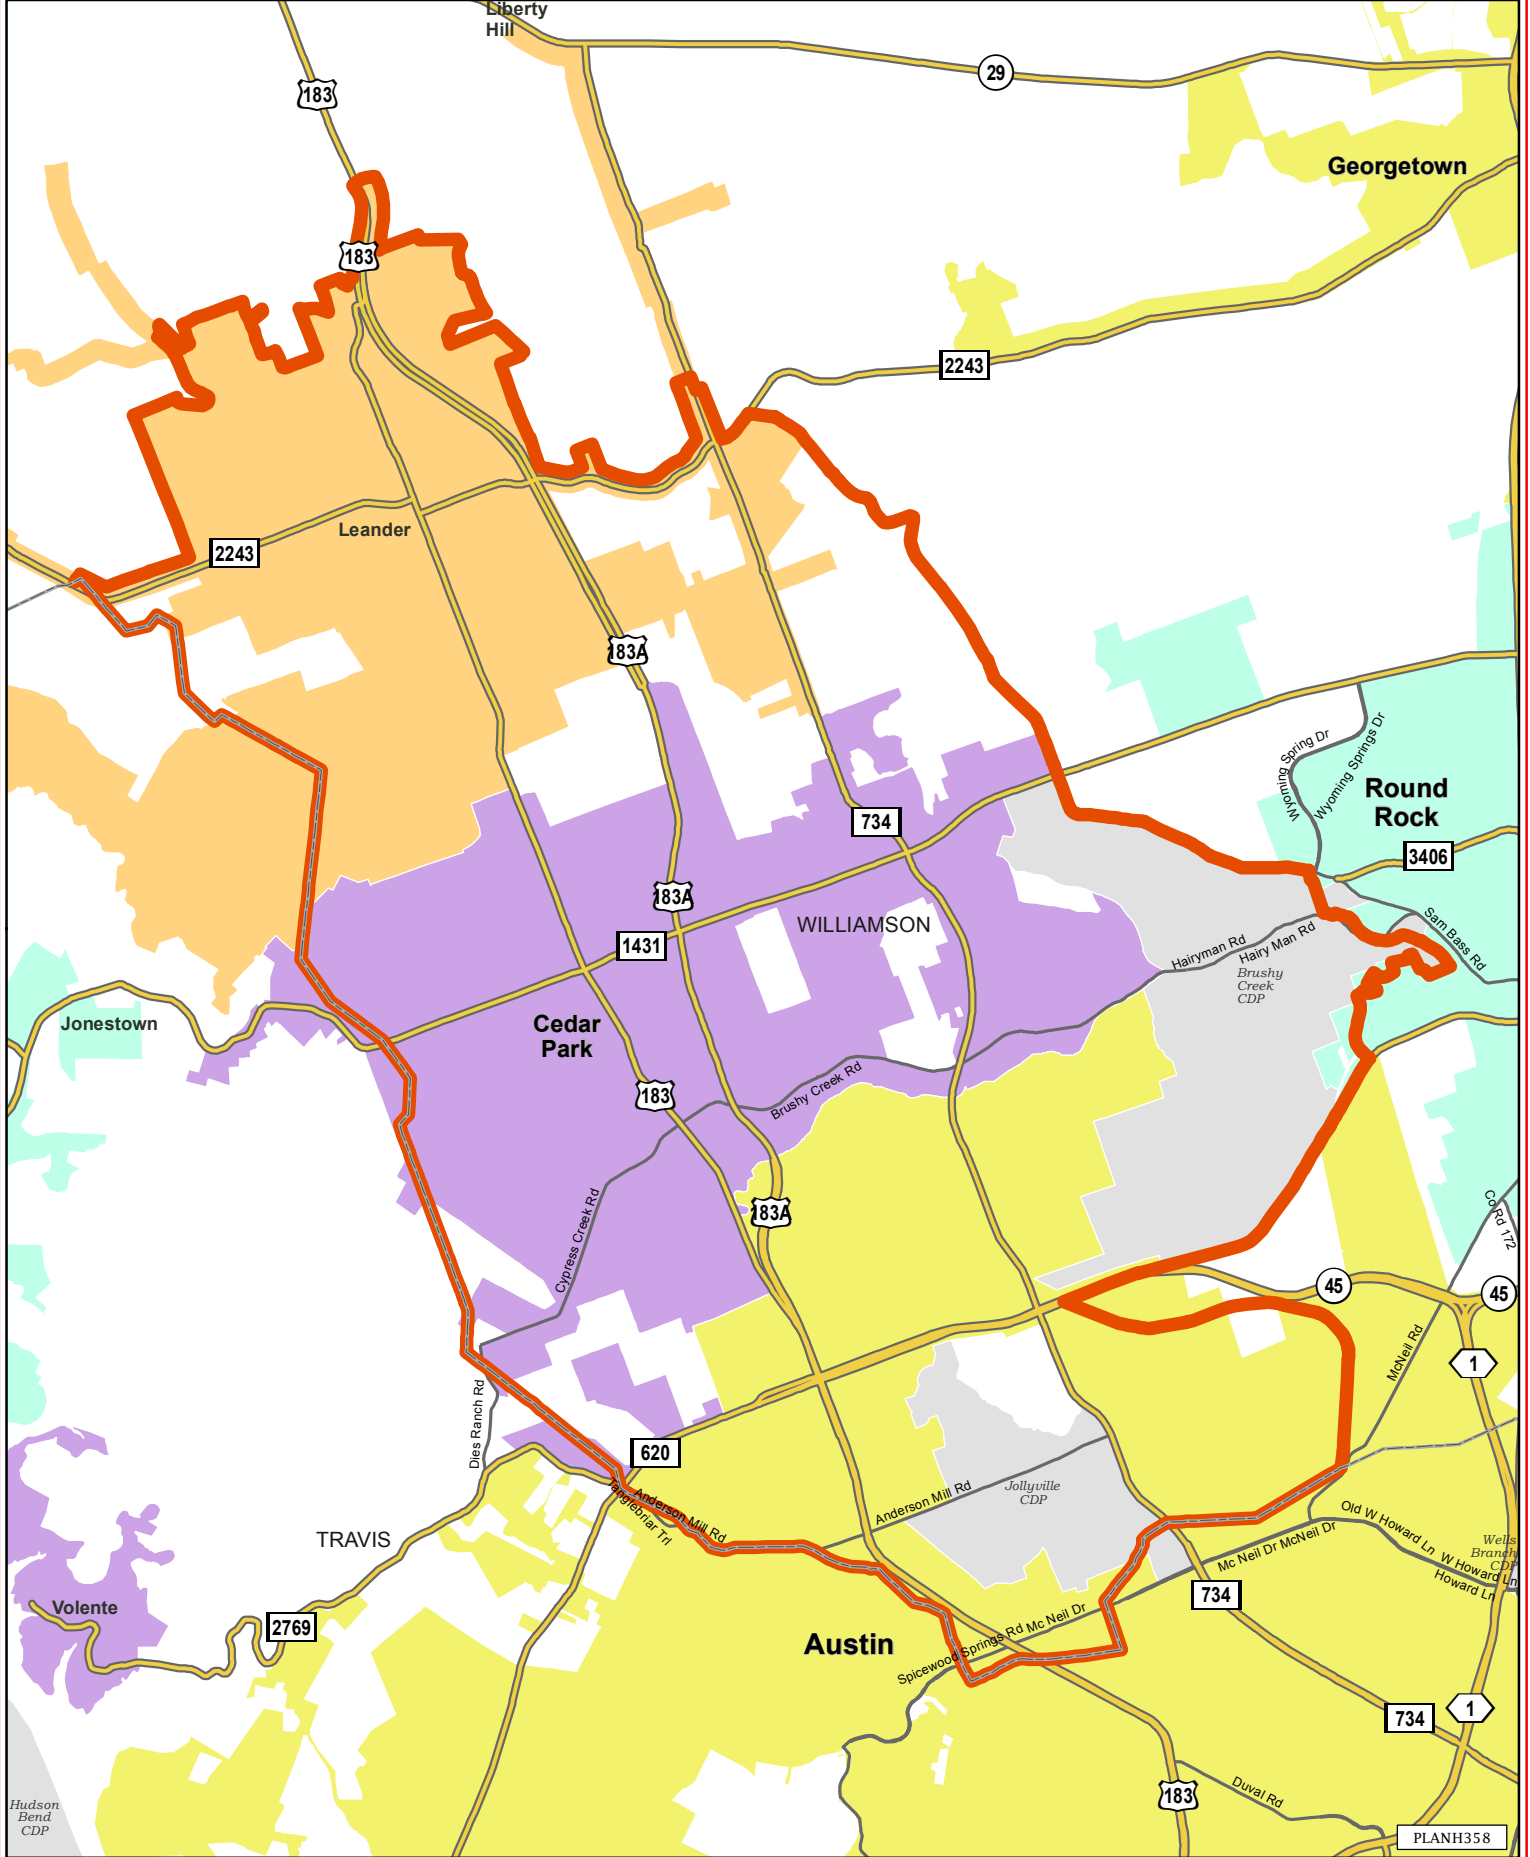 Liberty
Hill
183
29
Georgetown
183
2243
Leander
2243
183A
Wyoming Spring Dr
Wyoming Springs Dr
Round
Rock
734
3406
183A
WILLIAMSON
1431
Sam Bass Rd
Hairyman Rd
Hairy Man Rd
Brushy
Creek
CDP
Jonestown
Cedar
Park
183
Brushy Creek Rd
183A
Cypress Creek Rd
Co Rd 172
45
45
McNeil Rd
1
Dies Ranch Rd
620
Anderson Mill Rd
Tanglebriar Trl
Anderson Mill Rd
Jollyville
CDP
TRAVIS
Old W Howard Ln
W Howard Ln
Howard Ln
Wells
Branch
CDP
Mc Neil Dr
McNeil Dr
734
Volente
2769
Mc Neil Dr
Spicewood Springs Rd
Austin
734
1
183
Duval Rd
Hudson
Bend
CDP
PLANH358